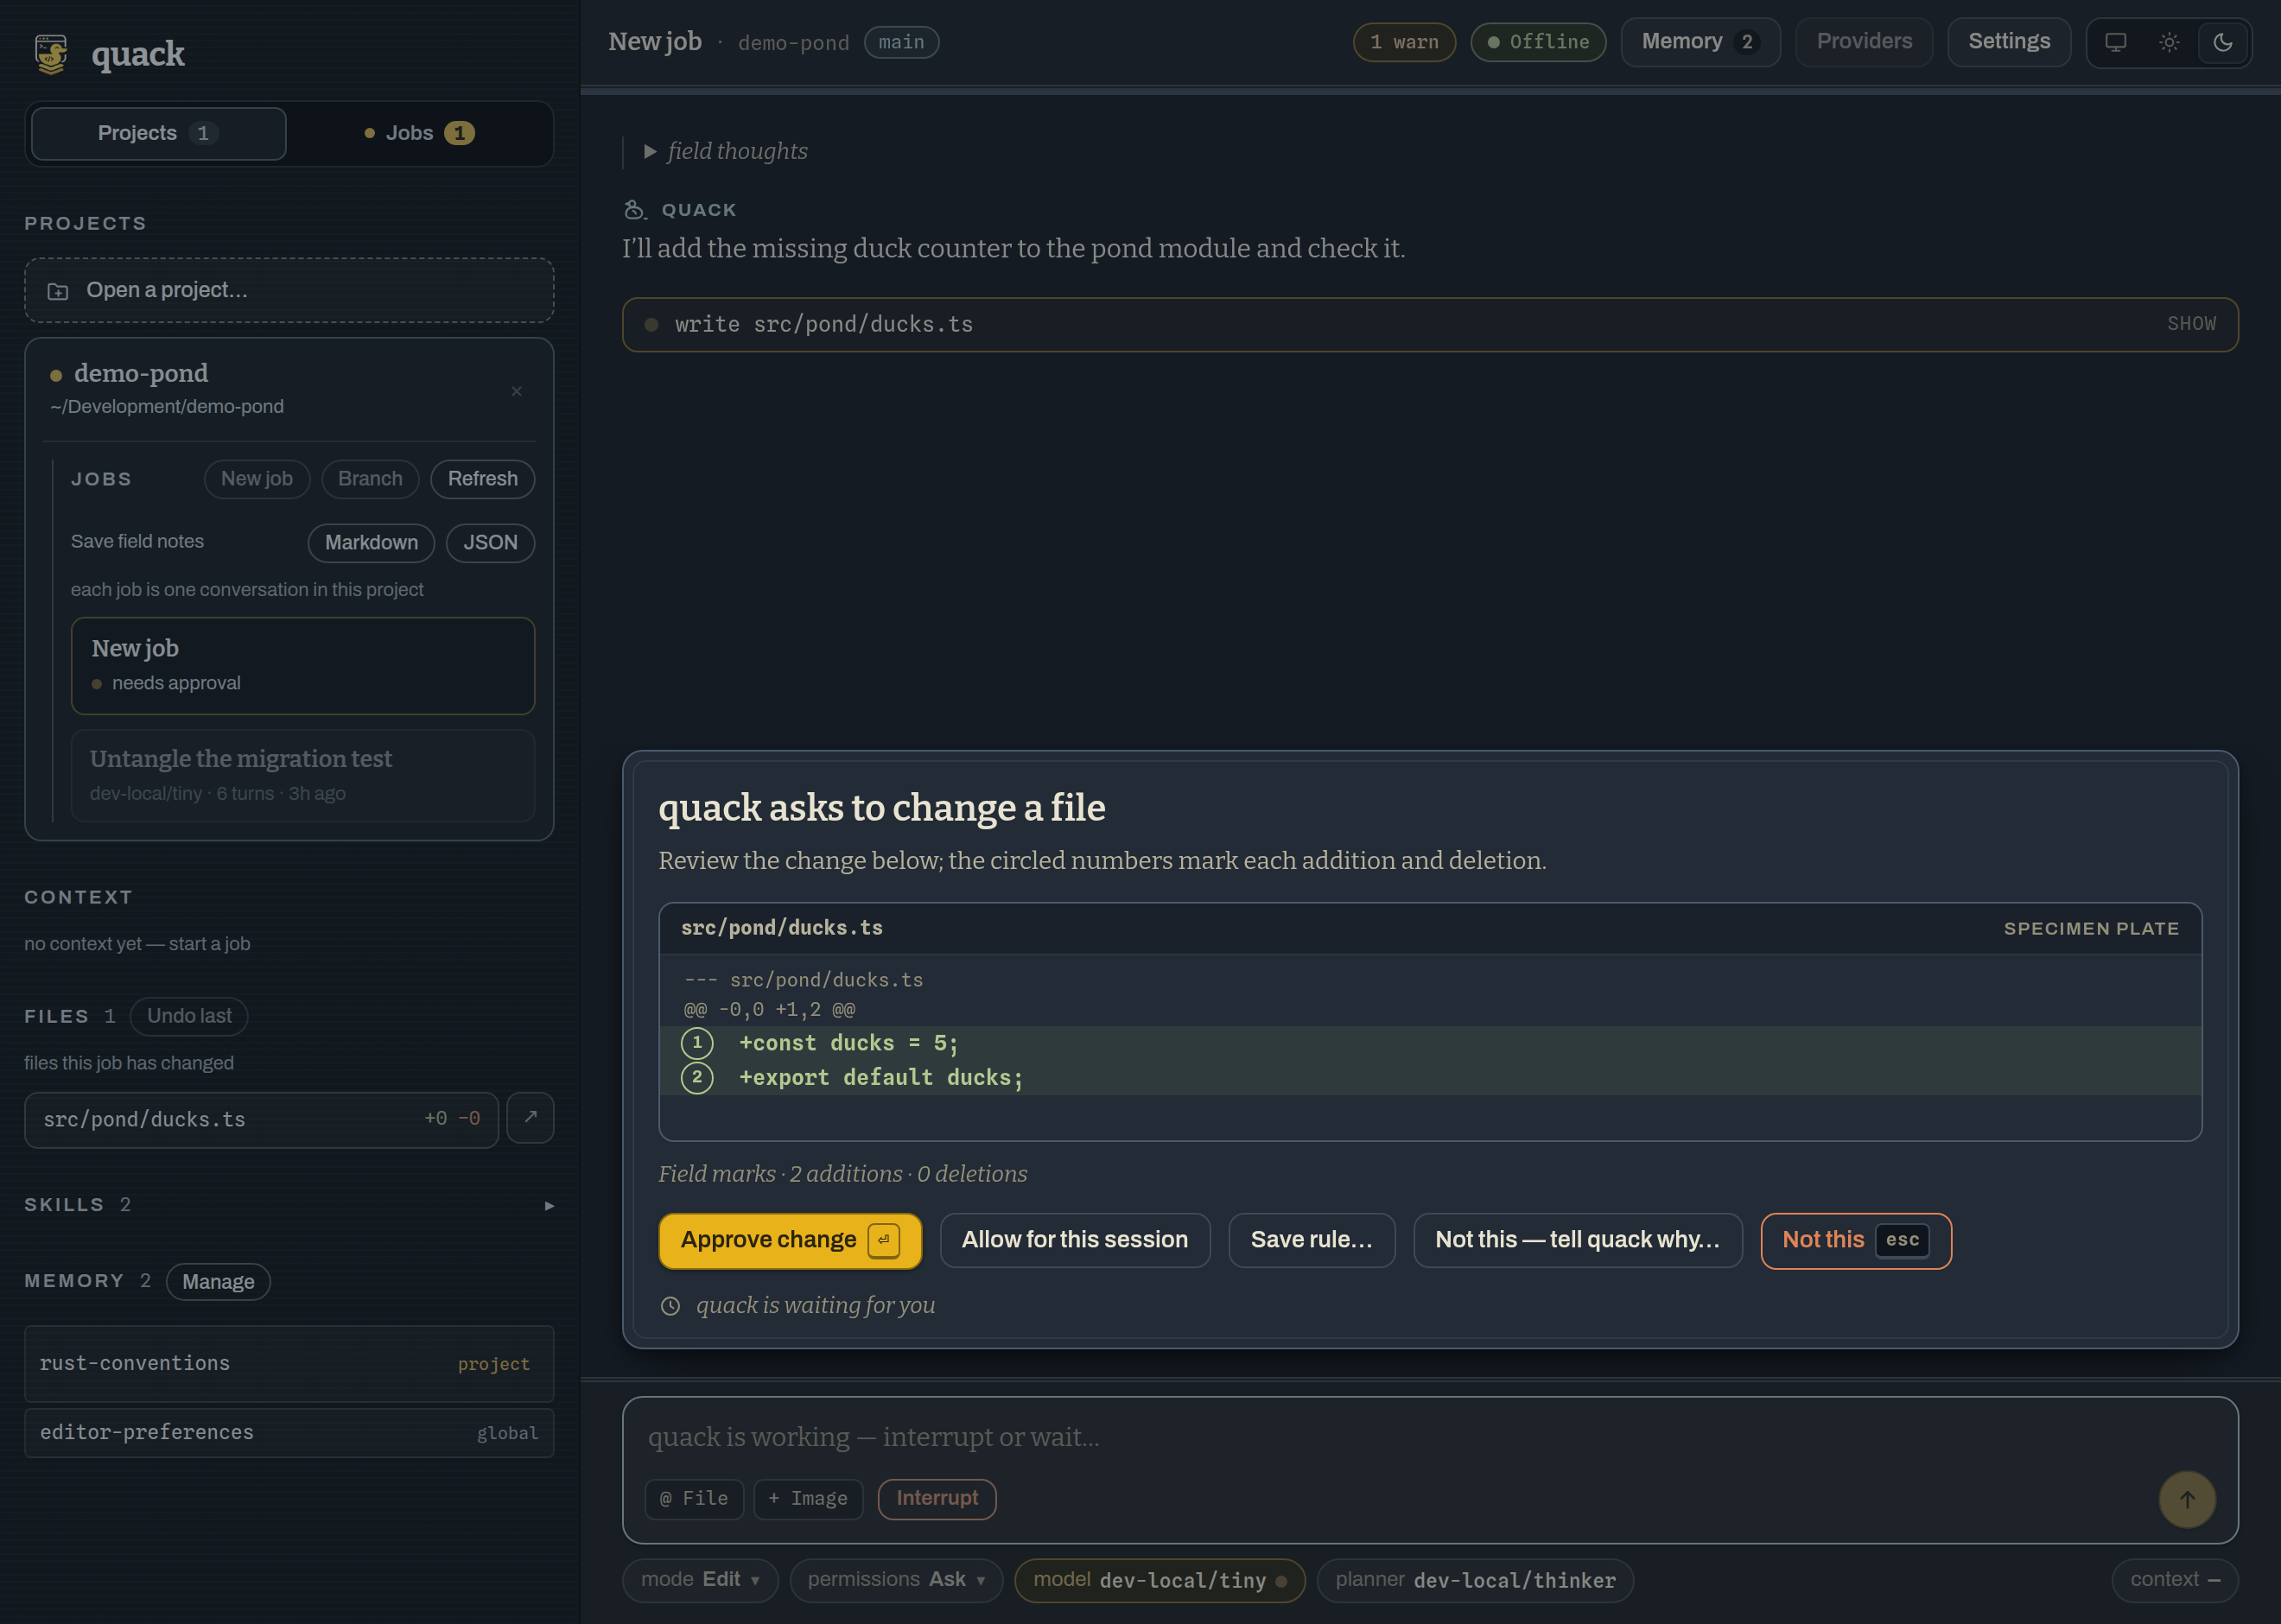 quack
Projects 1
Jobs 1
PROJECTS
Open a project…
demo-pond
~/Development/demo-pond
×
JOBS New job Branch Refresh
Save field notes Markdown JSON
each job is one conversation in this project
New job
needs approval
Untangle the migration test
dev-local/tiny · 6 turns · 3h ago
CONTEXT
no context yet — start a job
FILES 1 Undo last
files this job has changed
src/pond/ducks.ts +0 −0 ↗
SKILLS 2 ▸
MEMORY 2 Manage
rust-conventions project
editor-preferences global
New job · demo-pond main
1 warn Offline Memory 2 Providers Settings
▶ field thoughts
QUACK
I’ll add the missing duck counter to the pond module and check it.
write src/pond/ducks.ts SHOW
quack asks to change a file
Review the change below; the circled numbers mark each addition and deletion.
src/pond/ducks.ts SPECIMEN PLATE
--- src/pond/ducks.ts
@@ -0,0 +1,2 @@
1 +const ducks = 5;
2 +export default ducks;
Field marks · 2 additions · 0 deletions
Approve change ⏎ Allow for this session Save rule… Not this — tell quack why… Not this esc
quack is waiting for you
quack is working — interrupt or wait…
@ File + Image Interrupt ↑
mode Edit ▾ permissions Ask ▾ model dev-local/tiny planner dev-local/thinker context —